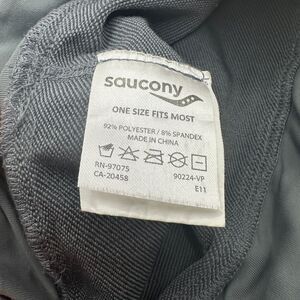 saucony
ONE SIZE FITS MOST
92% POLYESTER / 8% SPANDEX
MADE IN CHINA
RN-97075
CA-20458
90224-VP
E11